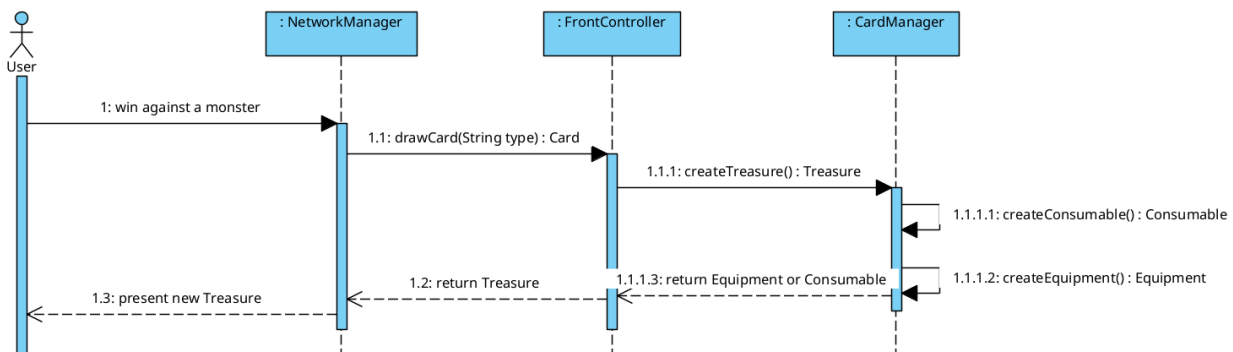 : NetworkManager
: FrontController
: CardManager
User
1: win against a monster
1.1: drawCard(String type) : Card
1.1.1: createTreasure() : Treasure
1.1.1.1: createConsumable() : Consumable
1.1.1.2: createEquipment() : Equipment
1.1.1.3: return Equipment or Consumable
1.2: return Treasure
1.3: present new Treasure